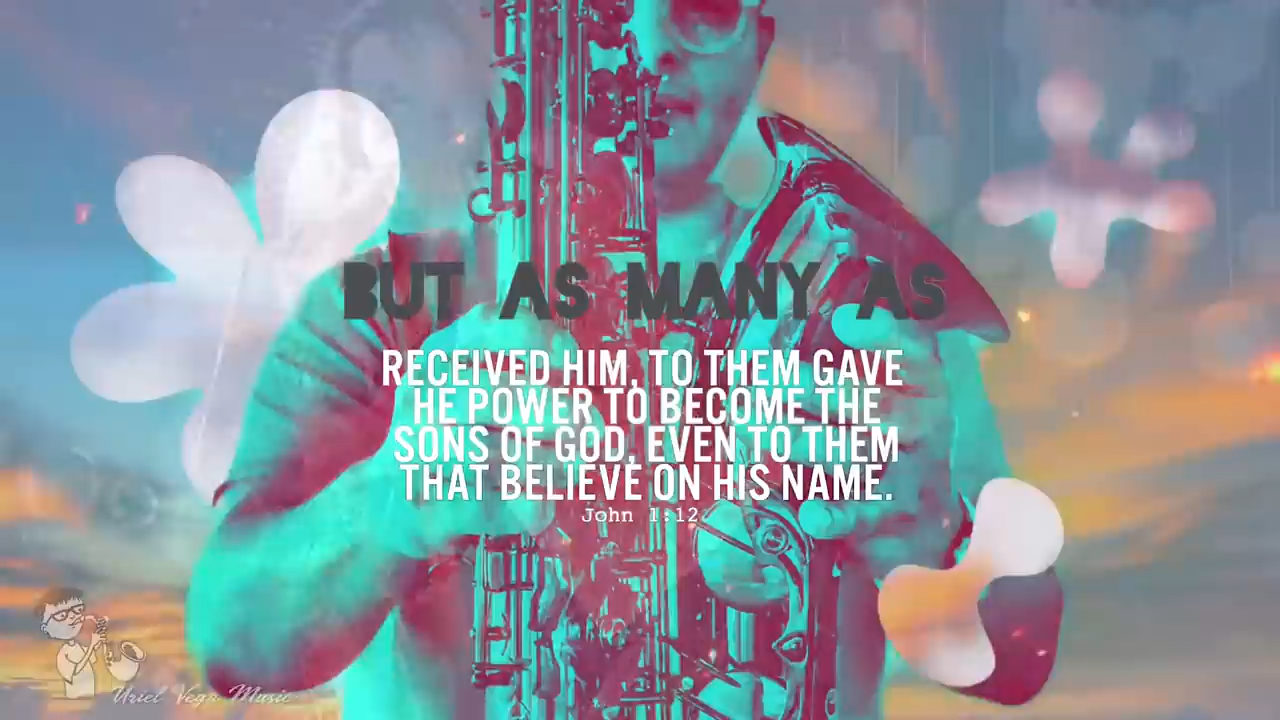 BUT AS MANY AS
RECEIVED HIM, TO THEM GAVE
HE POWER TO BECOME THE
SONS OF GOD, EVEN TO THEM
THAT BELIEVE ON HIS NAME.
John 1:12
Uriel Vega Music